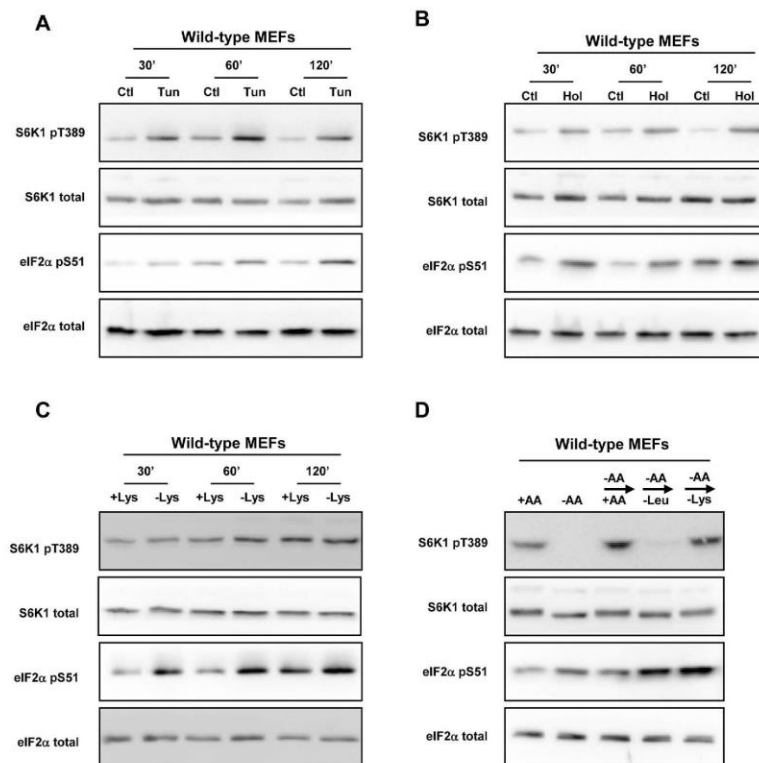 A
Wild-type MEFs
30' 60' 120'
Ctl Tun Ctl Tun Ctl Tun
S6K1 pT389
S6K1 total
eIF2α pS51
eIF2α total
B
Wild-type MEFs
30' 60' 120'
Ctl Hol Ctl Hol Ctl Hol
S6K1 pT389
S6K1 total
eIF2α pS51
eIF2α total
C
Wild-type MEFs
30' 60' 120'
+Lys -Lys +Lys -Lys +Lys -Lys
S6K1 pT389
S6K1 total
eIF2α pS51
eIF2α total
D
Wild-type MEFs
-AA -AA -AA
+AA -AA +AA -Leu -Lys
S6K1 pT389
S6K1 total
eIF2α pS51
eIF2α total